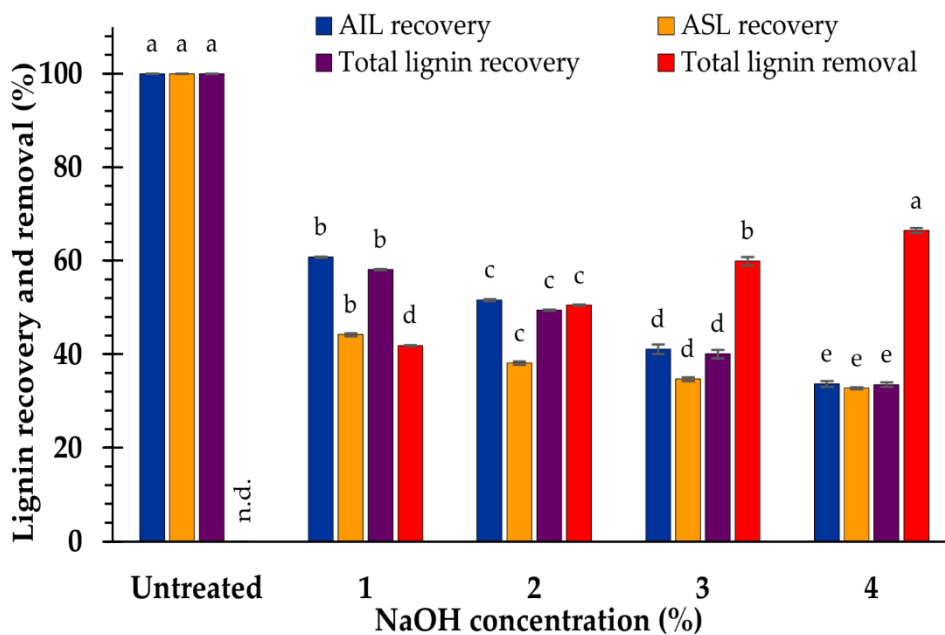 AIL recovery ASL recovery
Total lignin recovery Total lignin removal
Lignin recovery and removal (%)
100
80
60
40
20
0
a a a n.d.
b b b d
c c c c
d d d b
e e e a
Untreated 1 2 3 4
NaOH concentration (%)